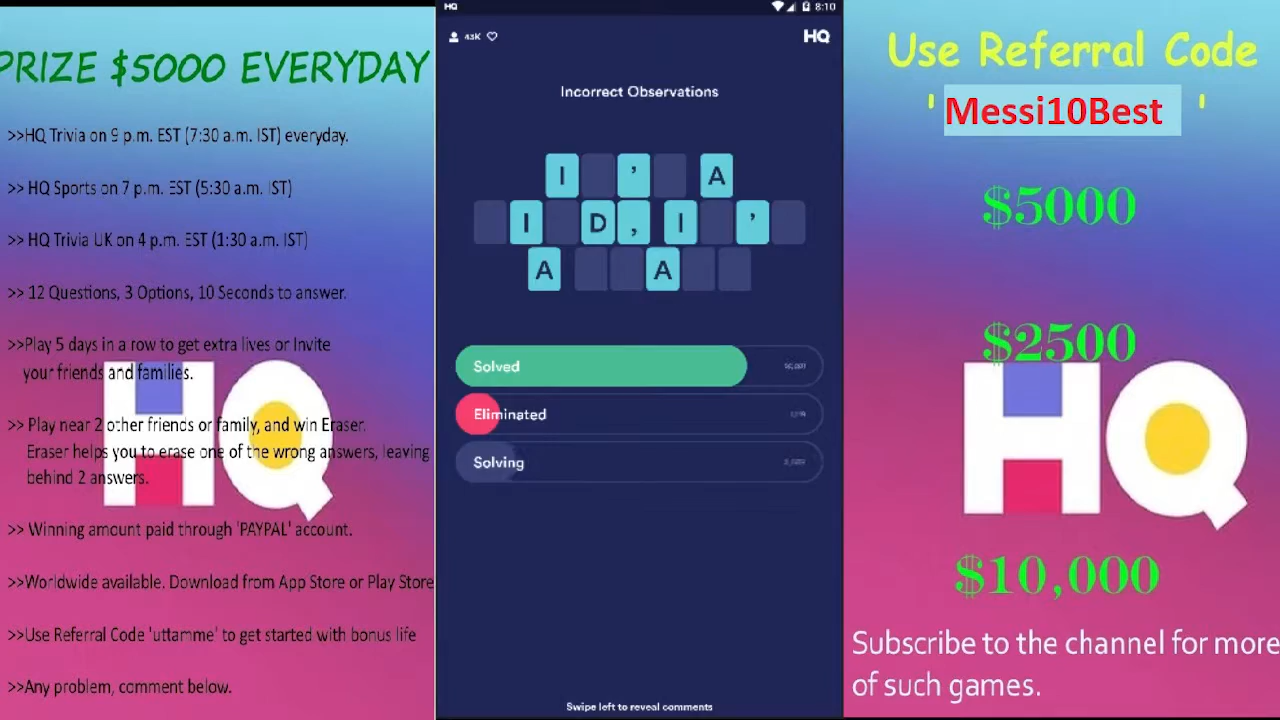 PRIZE $5000 EVERYDAY
>>HQ Trivia on 9 p.m. EST (7:30 a.m. IST) everyday.
>> HQ Sports on 7 p.m. EST (5:30 a.m. IST)
>> HQ Trivia UK on 4 p.m. EST (1:30 a.m. IST)
>> 12 Questions, 3 Options, 10 Seconds to answer.
>>Play 5 days in a row to get extra lives or Invite
your friends and families.
>> Play near 2 other friends or family, and win Eraser.
Eraser helps you to erase one of the wrong answers, leaving
behind 2 answers.
>> Winning amount paid through 'PAYPAL' account.
>>Worldwide available. Download from App Store or Play Store
>>Use Referral Code 'uttamme' to get started with bonus life
>>Any problem, comment below.
HQ
HQ 8:10
43K HQ
Incorrect Observations
I ' A
I D , I '
A A
Solved
Eliminated
Solving
Swipe left to reveal comments
Use Referral Code
' Messi10Best '
$5000
$2500
HQ
$10,000
Subscribe to the channel for more
of such games.